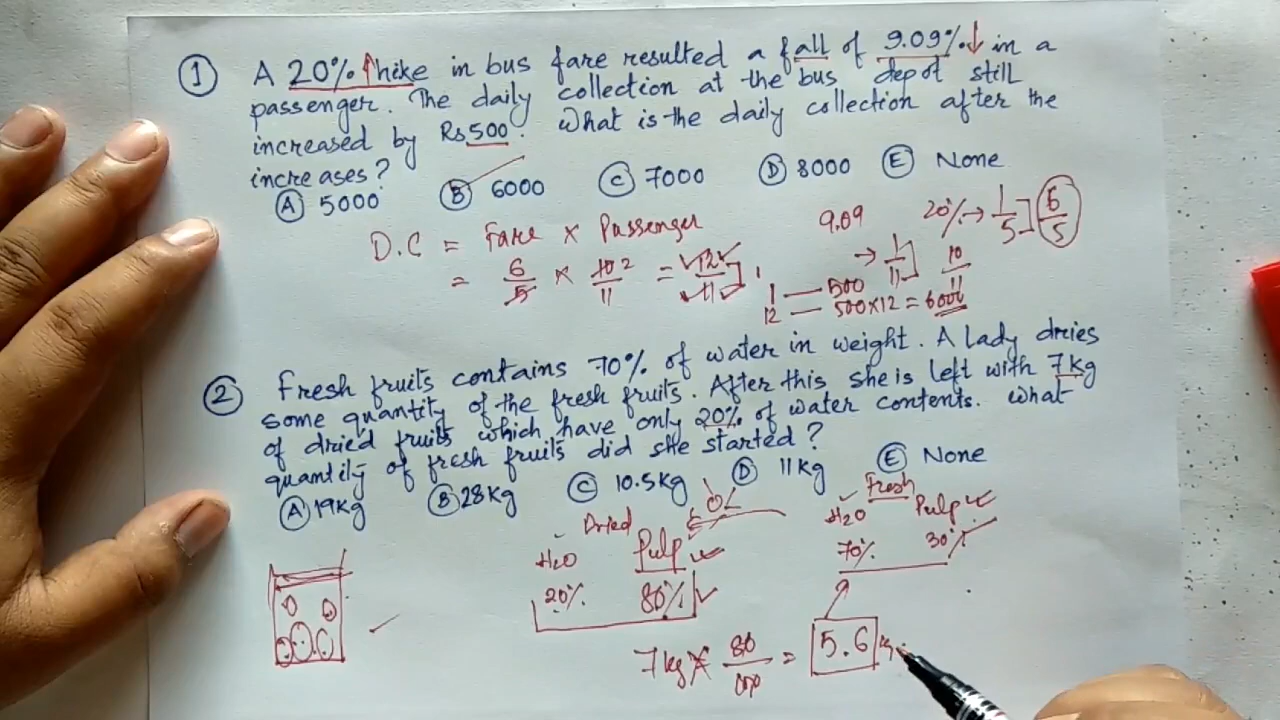 ① A 20%↑ hike in bus fare resulted a fall of 9.09%↓ in a
passenger. The daily collection at the bus depot still
increased by Rs 500. What is the daily collection after the
increases?
Ⓐ 5000 Ⓑ 6000 Ⓒ 7000 Ⓓ 8000 Ⓔ None
D.C = Fare × Passenger
= 6/5 × 10 2/11 = 12/11 ] 1
9.09
→ 1/11 ] 10/11
20% → 1/5 ] 6/5
1 — 500
12 — 500×12 = 6000
② Fresh fruits contains 70% of water in weight. A lady dries
some quantity of the fresh fruits. After this she is left with 7kg
of dried fruits which have only 20% of water contents. what
quantity of fresh fruits did she started?
Ⓐ 19kg Ⓑ 28kg Ⓒ 10.5kg Ⓓ 11kg Ⓔ None
Dried
H2O Pulp
20% 80%
Fresh
H2O Pulp
70% 30%
7kg × 80/100 = 5.6 kg